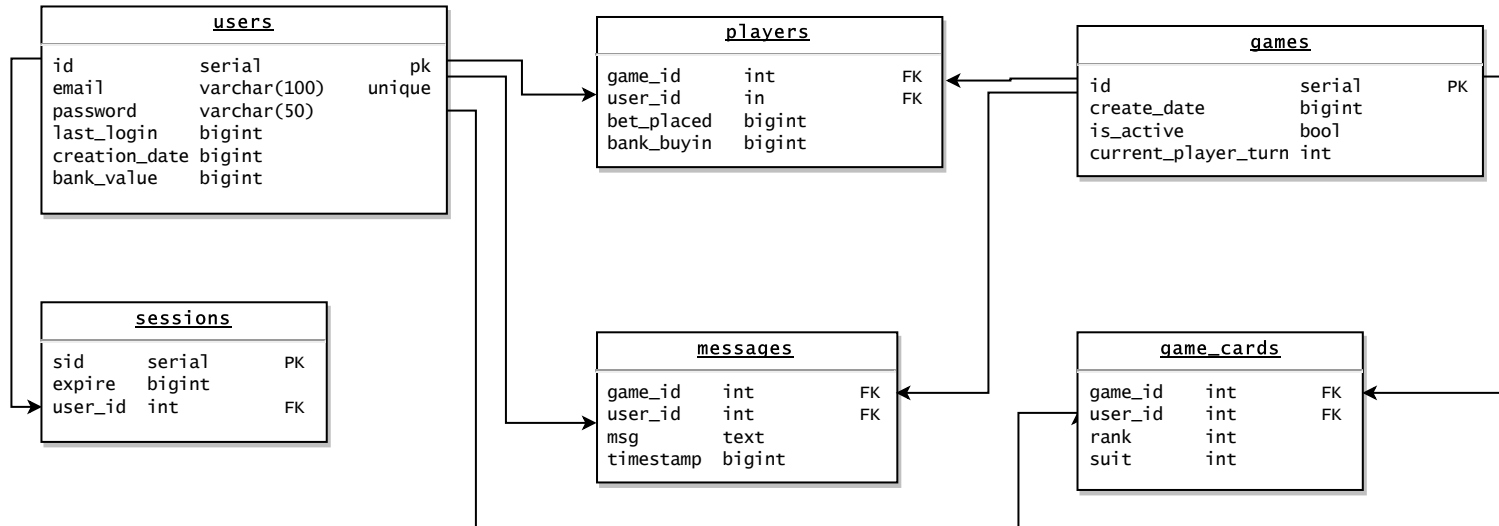 users
id serial pk
email varchar(100) unique
password varchar(50)
last_login bigint
creation_date bigint
bank_value bigint
players
game_id int FK
user_id in FK
bet_placed bigint
bank_buyin bigint
games
id serial PK
create_date bigint
is_active bool
current_player_turn int
sessions
sid serial PK
expire bigint
user_id int FK
messages
game_id int FK
user_id int FK
msg text
timestamp bigint
game_cards
game_id int FK
user_id int FK
rank int
suit int